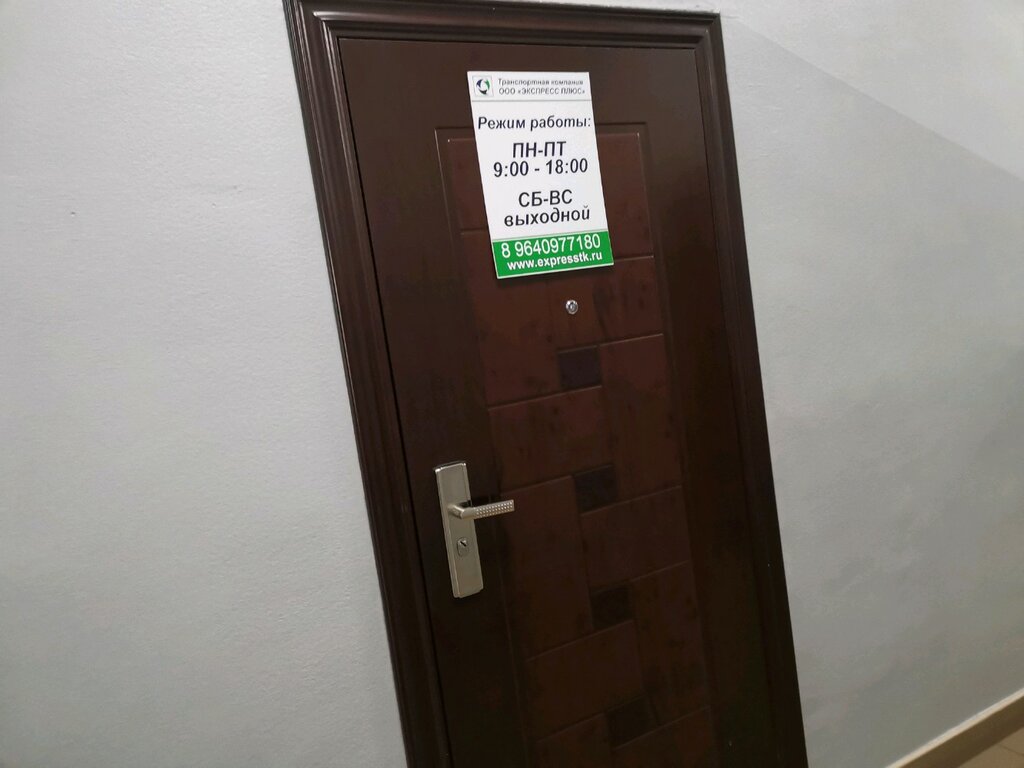 Транспортная компания
ООО «ЭКСПРЕСС ПЛЮС»
Режим работы:
ПН-ПТ
9:00 - 18:00
СБ-ВС
выходной
8 9640977180
www.expresstk.ru